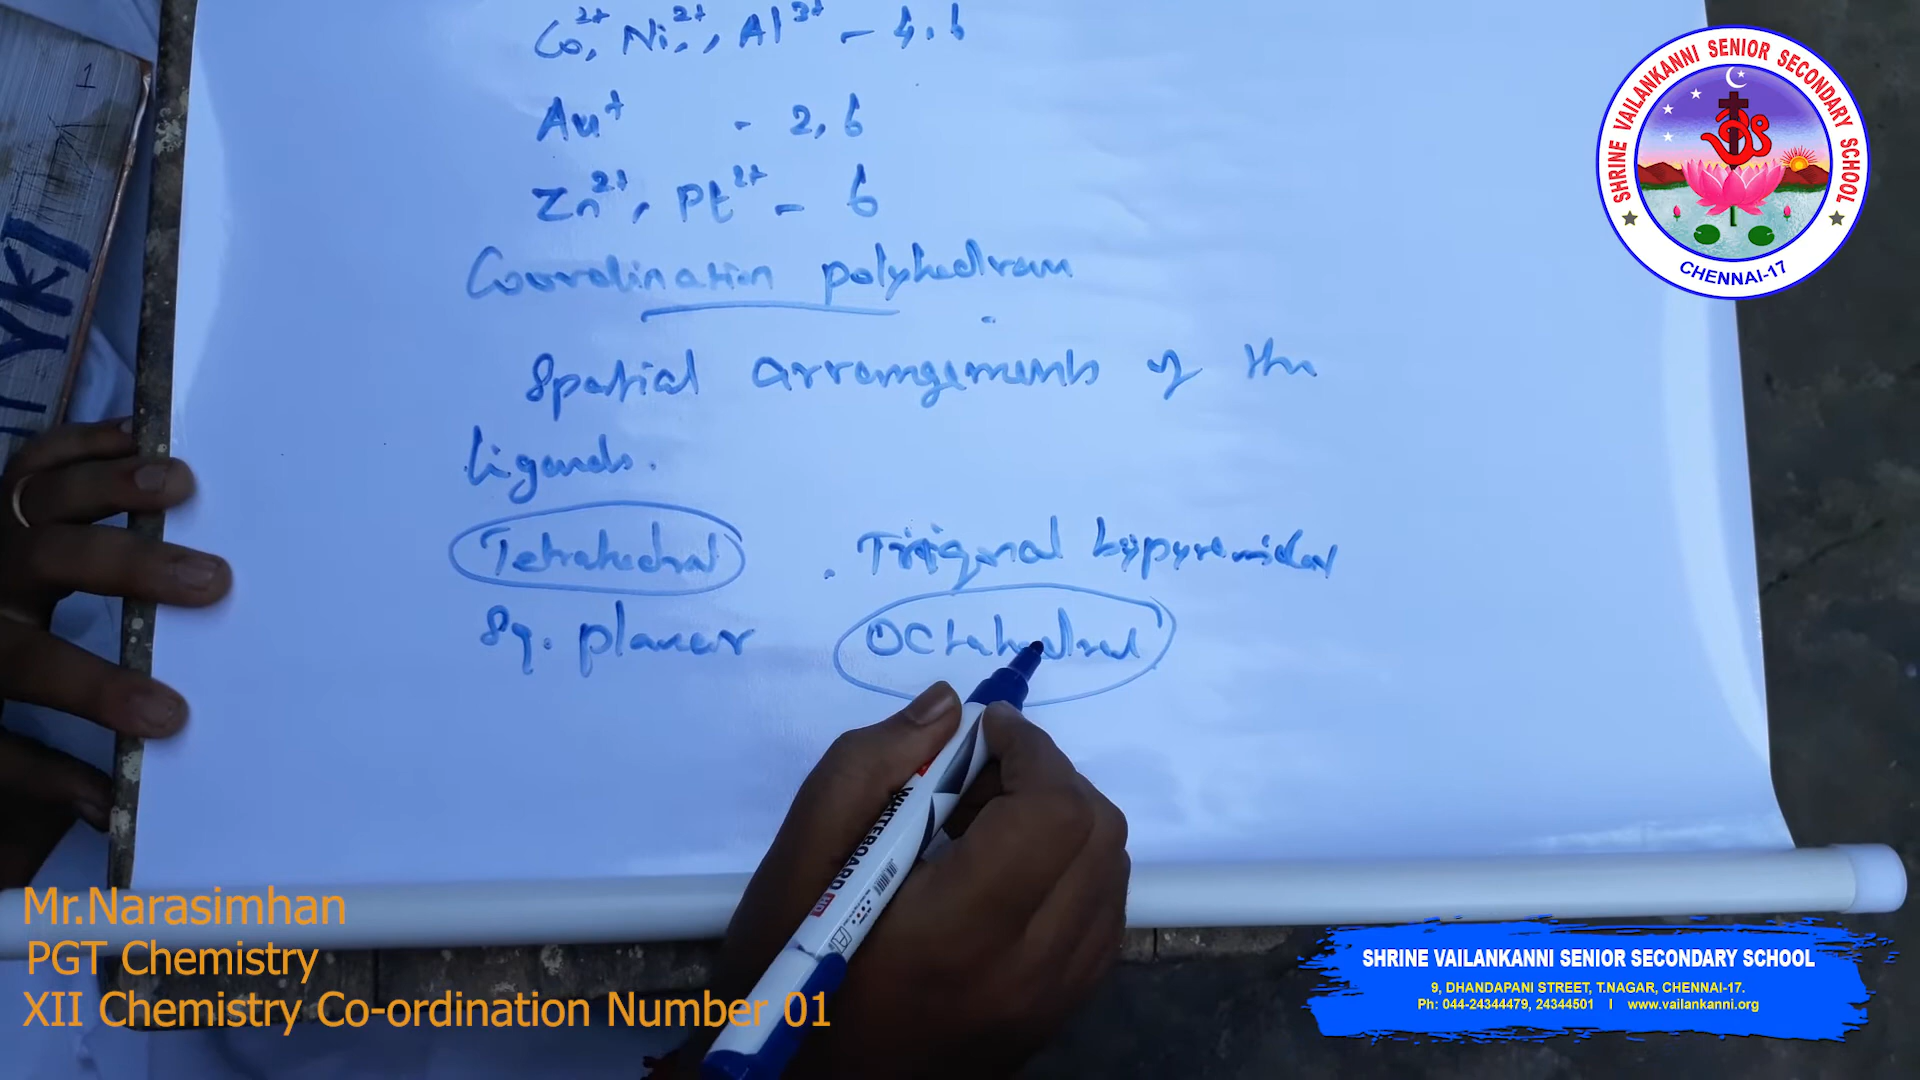 Co²⁺, Ni²⁺, Al³⁺ - 4, 6
Au⁺ - 2, 6
Zn²⁺, Pt²⁺ - 6
Coordination polyhedran
Spatial arrangements of the
ligands.
Tetrahedral . Trigonal bypyramidal
Sq. planar Octahedral
WHITEBOARD
1
SHRINE VAILANKANNI SENIOR SECONDARY SCHOOL
CHENNAI-17
Mr.Narasimhan
PGT Chemistry
XII Chemistry Co-ordination Number 01
SHRINE VAILANKANNI SENIOR SECONDARY SCHOOL
9, DHANDAPANI STREET, T.NAGAR, CHENNAI-17.
Ph: 044-24344479, 24344501 I www.vailankanni.org